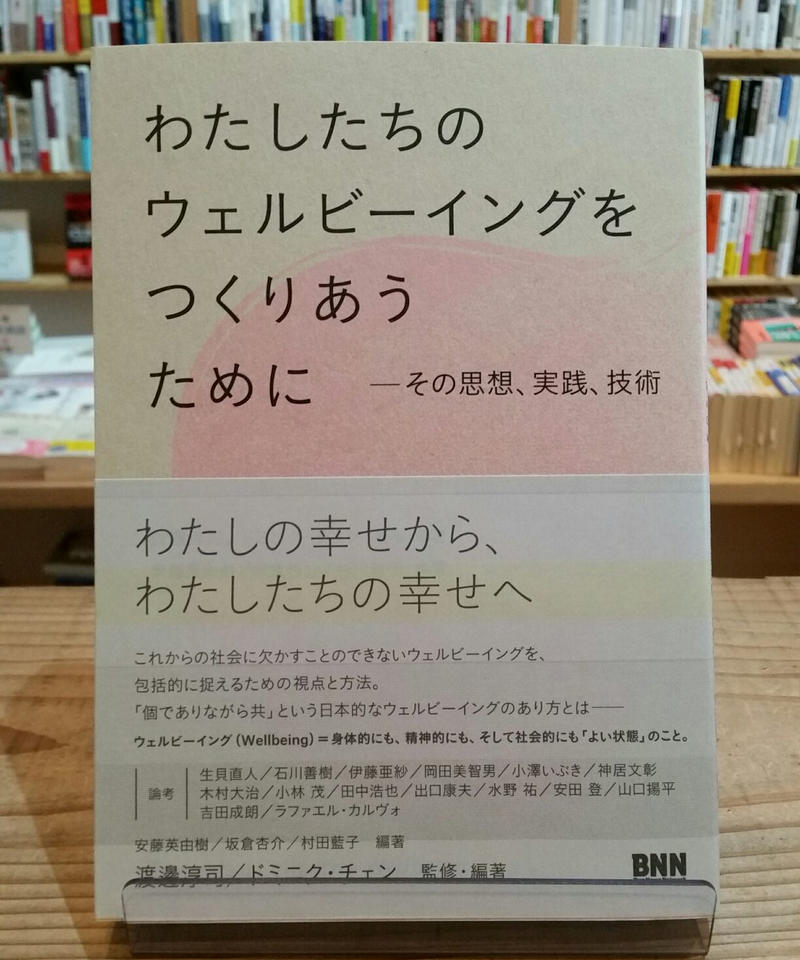 わたしたちの
ウェルビーイングを
つくりあう
ために —その思想、実践、技術
わたしの幸せから、
わたしたちの幸せへ
これからの社会に欠かすことのできないウェルビーイングを、
包括的に捉えるための視点と方法。
「個でありながら共」という日本的なウェルビーイングのあり方とは——
ウェルビーイング（Wellbeing）＝身体的にも、精神的にも、そして社会的にも「よい状態」のこと。
論考
生貝直人／石川善樹／伊藤亜紗／岡田美智男／小澤いぶき／神居文彰
木村大治／小林 茂／田中浩也／出口康夫／水野 祐／安田 登／山口揚平
吉田成朗／ラファエル・カルヴォ
安藤英由樹／坂倉杏介／村田藍子 編著
渡邊淳司／ドミニク・チェン 監修・編著
BNN